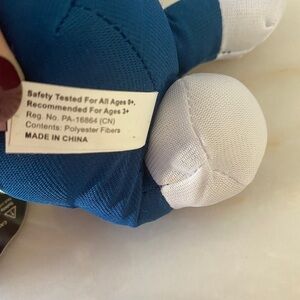 Safety Tested For All Ages 0+,
Recommended For Ages 3+
Reg. No. PA-16864 (CN)
Contents: Polyester Fibers
MADE IN CHINA